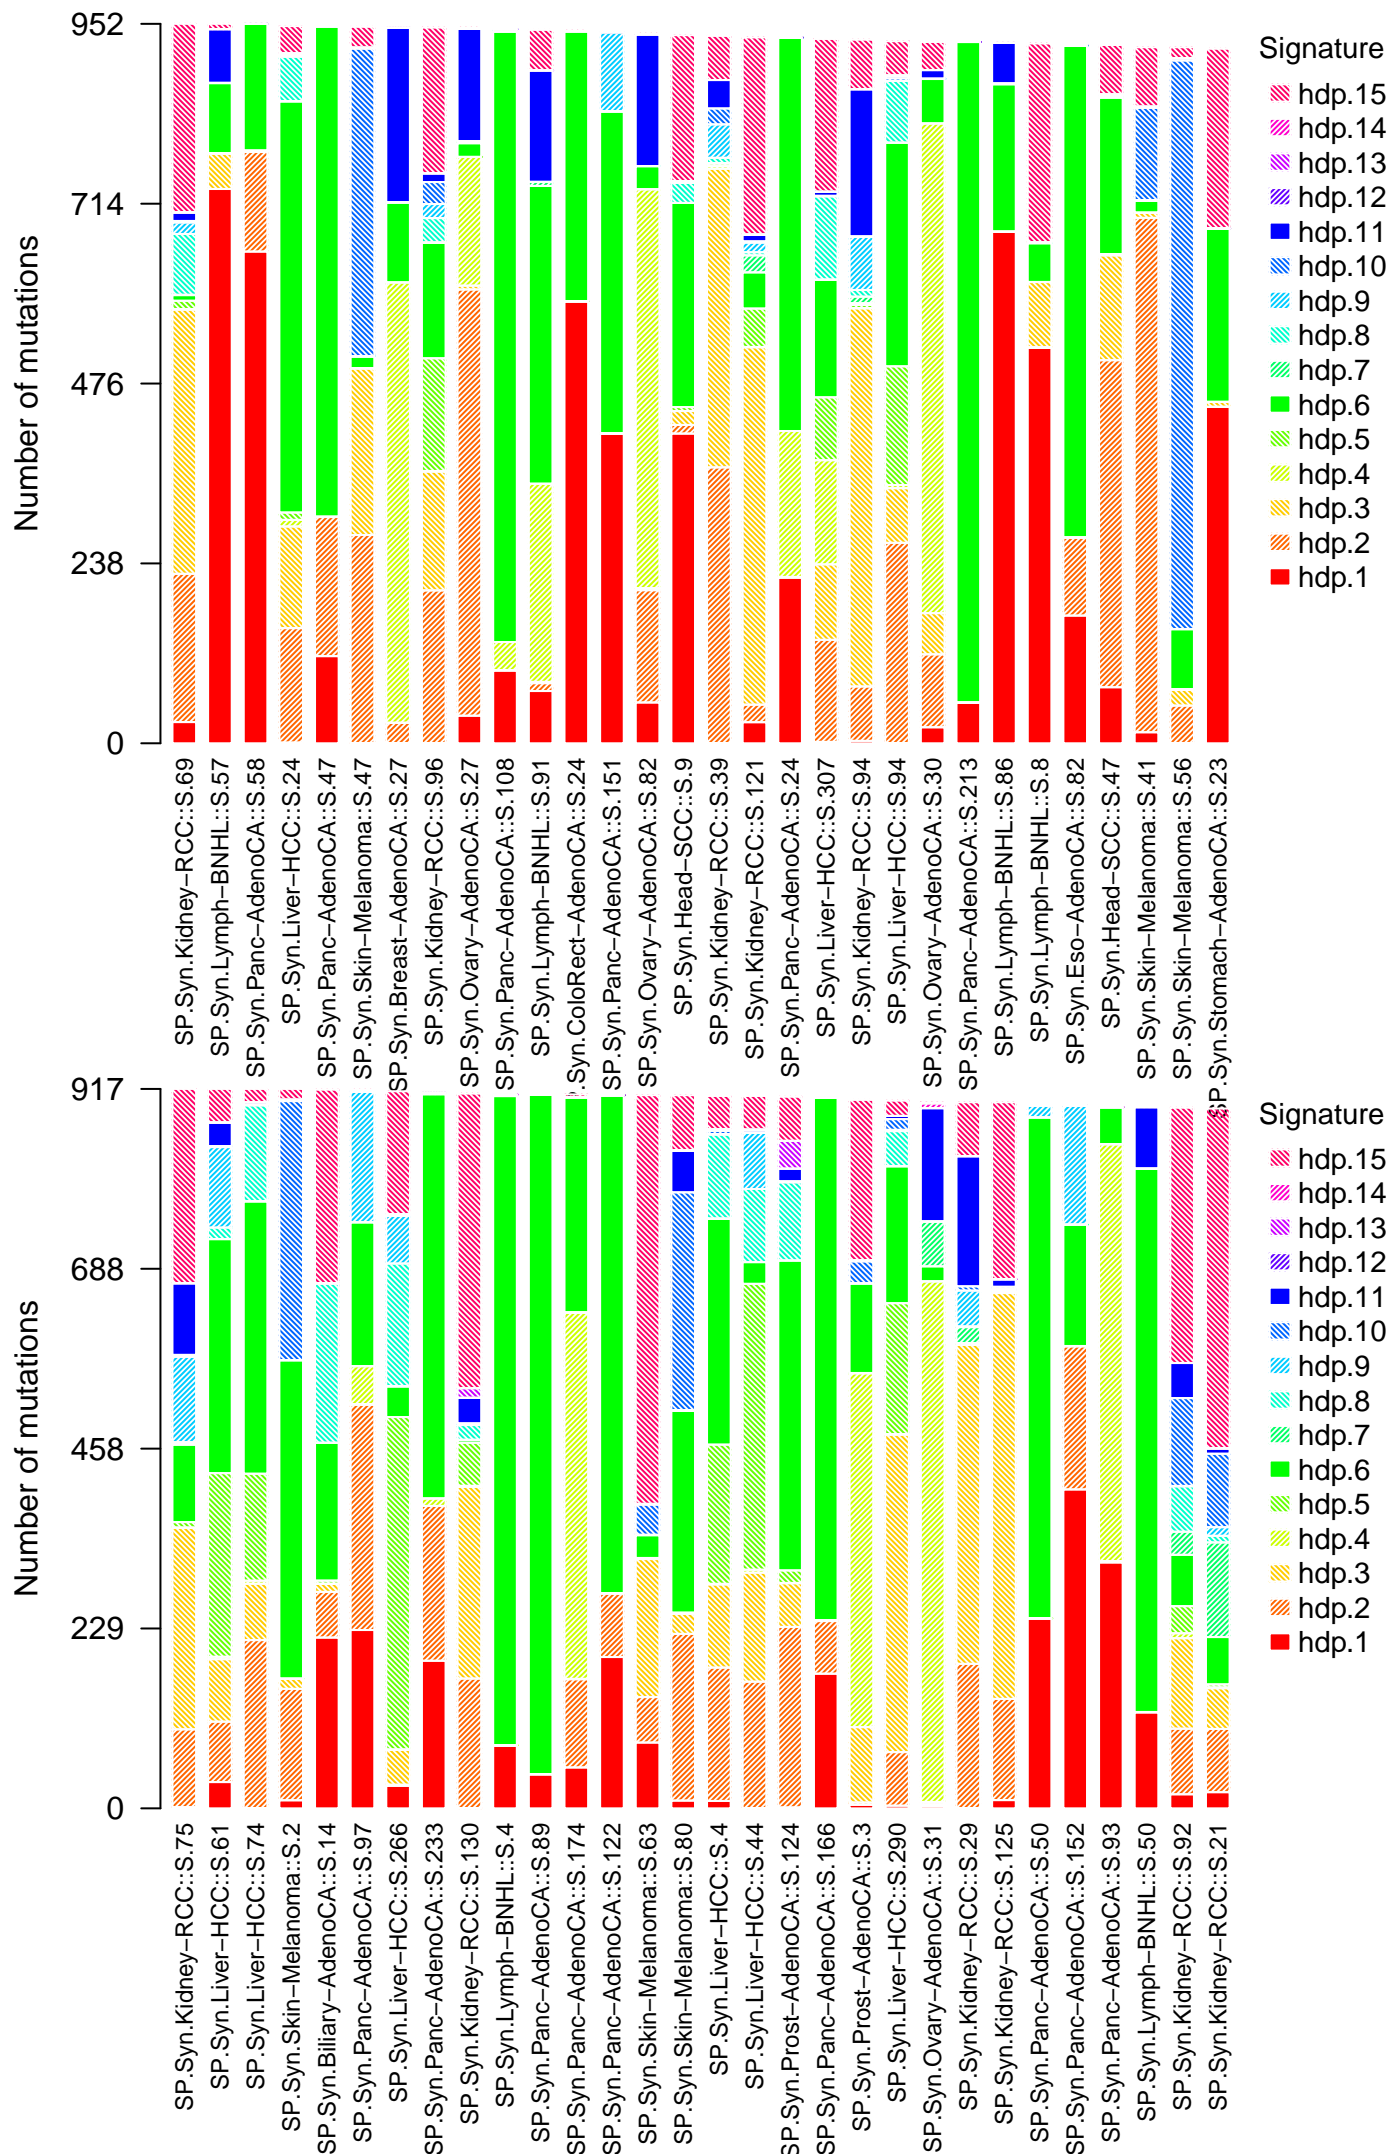 Number of mutations
952
714
476
238
0
Signature
hdp.15
hdp.14
hdp.13
hdp.12
hdp.11
hdp.10
hdp.9
hdp.8
hdp.7
hdp.6
hdp.5
hdp.4
hdp.3
hdp.2
hdp.1
SP.Syn.Kidney−RCC::S.69
SP.Syn.Lymph−BNHL::S.57
SP.Syn.Panc−AdenoCA::S.58
SP.Syn.Liver−HCC::S.24
SP.Syn.Panc−AdenoCA::S.47
SP.Syn.Skin−Melanoma::S.47
SP.Syn.Breast−AdenoCA::S.27
SP.Syn.Kidney−RCC::S.96
SP.Syn.Ovary−AdenoCA::S.27
SP.Syn.Panc−AdenoCA::S.108
SP.Syn.Lymph−BNHL::S.91
.Syn.ColoRect−AdenoCA::S.24
SP.Syn.Panc−AdenoCA::S.151
SP.Syn.Ovary−AdenoCA::S.82
SP.Syn.Head−SCC::S.9
SP.Syn.Kidney−RCC::S.39
SP.Syn.Kidney−RCC::S.121
SP.Syn.Panc−AdenoCA::S.24
SP.Syn.Liver−HCC::S.307
SP.Syn.Kidney−RCC::S.94
SP.Syn.Liver−HCC::S.94
SP.Syn.Ovary−AdenoCA::S.30
SP.Syn.Panc−AdenoCA::S.213
SP.Syn.Lymph−BNHL::S.86
SP.Syn.Lymph−BNHL::S.8
SP.Syn.Eso−AdenoCA::S.82
SP.Syn.Head−SCC::S.47
SP.Syn.Skin−Melanoma::S.41
SP.Syn.Skin−Melanoma::S.56
SP.Syn.Stomach−AdenoCA::S.23
Number of mutations
917
688
458
229
0
Signature
hdp.15
hdp.14
hdp.13
hdp.12
hdp.11
hdp.10
hdp.9
hdp.8
hdp.7
hdp.6
hdp.5
hdp.4
hdp.3
hdp.2
hdp.1
SP.Syn.Kidney−RCC::S.75
SP.Syn.Liver−HCC::S.61
SP.Syn.Liver−HCC::S.74
SP.Syn.Skin−Melanoma::S.2
SP.Syn.Biliary−AdenoCA::S.14
SP.Syn.Panc−AdenoCA::S.97
SP.Syn.Liver−HCC::S.266
SP.Syn.Panc−AdenoCA::S.233
SP.Syn.Kidney−RCC::S.130
SP.Syn.Lymph−BNHL::S.4
SP.Syn.Panc−AdenoCA::S.89
SP.Syn.Panc−AdenoCA::S.174
SP.Syn.Panc−AdenoCA::S.122
SP.Syn.Skin−Melanoma::S.63
SP.Syn.Skin−Melanoma::S.80
SP.Syn.Liver−HCC::S.4
SP.Syn.Liver−HCC::S.44
SP.Syn.Prost−AdenoCA::S.124
SP.Syn.Panc−AdenoCA::S.166
SP.Syn.Prost−AdenoCA::S.3
SP.Syn.Liver−HCC::S.290
SP.Syn.Ovary−AdenoCA::S.31
SP.Syn.Kidney−RCC::S.29
SP.Syn.Kidney−RCC::S.125
SP.Syn.Panc−AdenoCA::S.50
SP.Syn.Panc−AdenoCA::S.152
SP.Syn.Panc−AdenoCA::S.93
SP.Syn.Lymph−BNHL::S.50
SP.Syn.Kidney−RCC::S.92
SP.Syn.Kidney−RCC::S.21